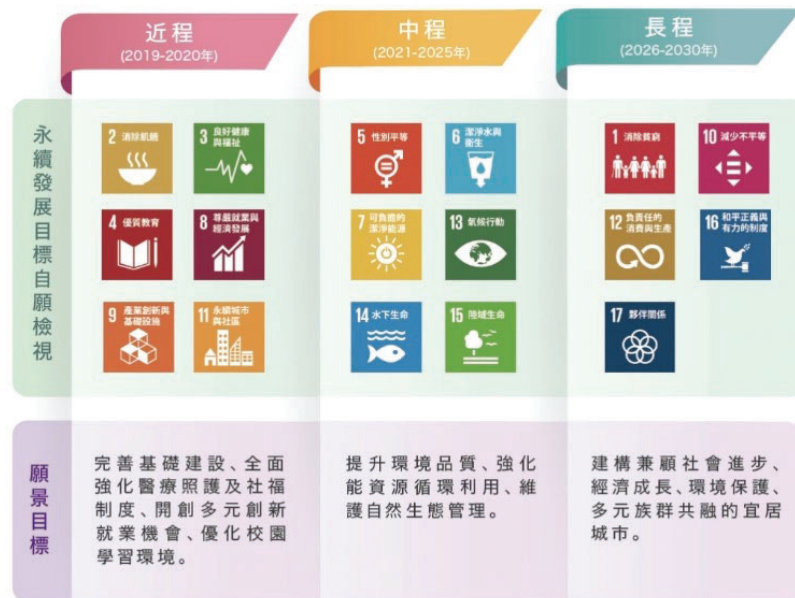 近程
(2019-2020年)
中程
(2021-2025年)
長程
(2026-2030年)
永續發展目標自願檢視
2 消除飢餓
3 良好健康
與福祉
4 優質教育
8 尊嚴就業與
經濟發展
9 產業創新與
基礎設施
11 永續城市
與社區
5 性別平等
6 潔淨水與
衛生
7 可負擔的
潔淨能源
13 氣候行動
14 水下生命
15 陸域生命
1 消除貧窮
10 減少不平等
12 負責任的
消費與生產
16 和平正義與
有力的制度
17 夥伴關係
願景目標
完善基礎建設、全面
強化醫療照護及社福
制度、開創多元創新
就業機會、優化校園
學習環境。
提升環境品質、強化
能資源循環利用、維
護自然生態管理。
建構兼顧社會進步、
經濟成長、環境保護、
多元族群共融的宜居
城市。